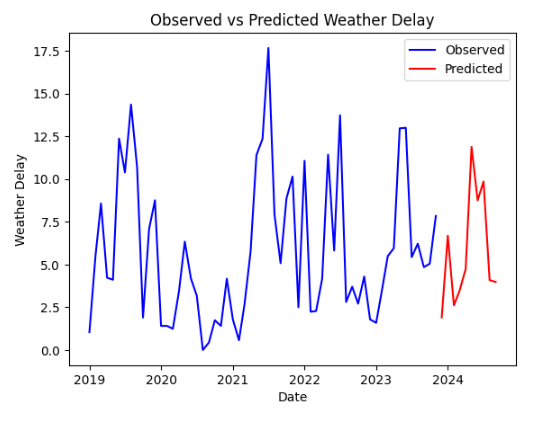 Observed vs Predicted Weather Delay
Observed
Predicted
17.5
15.0
12.5
10.0
7.5
5.0
2.5
0.0
Weather Delay
2019 2020 2021 2022 2023 2024
Date